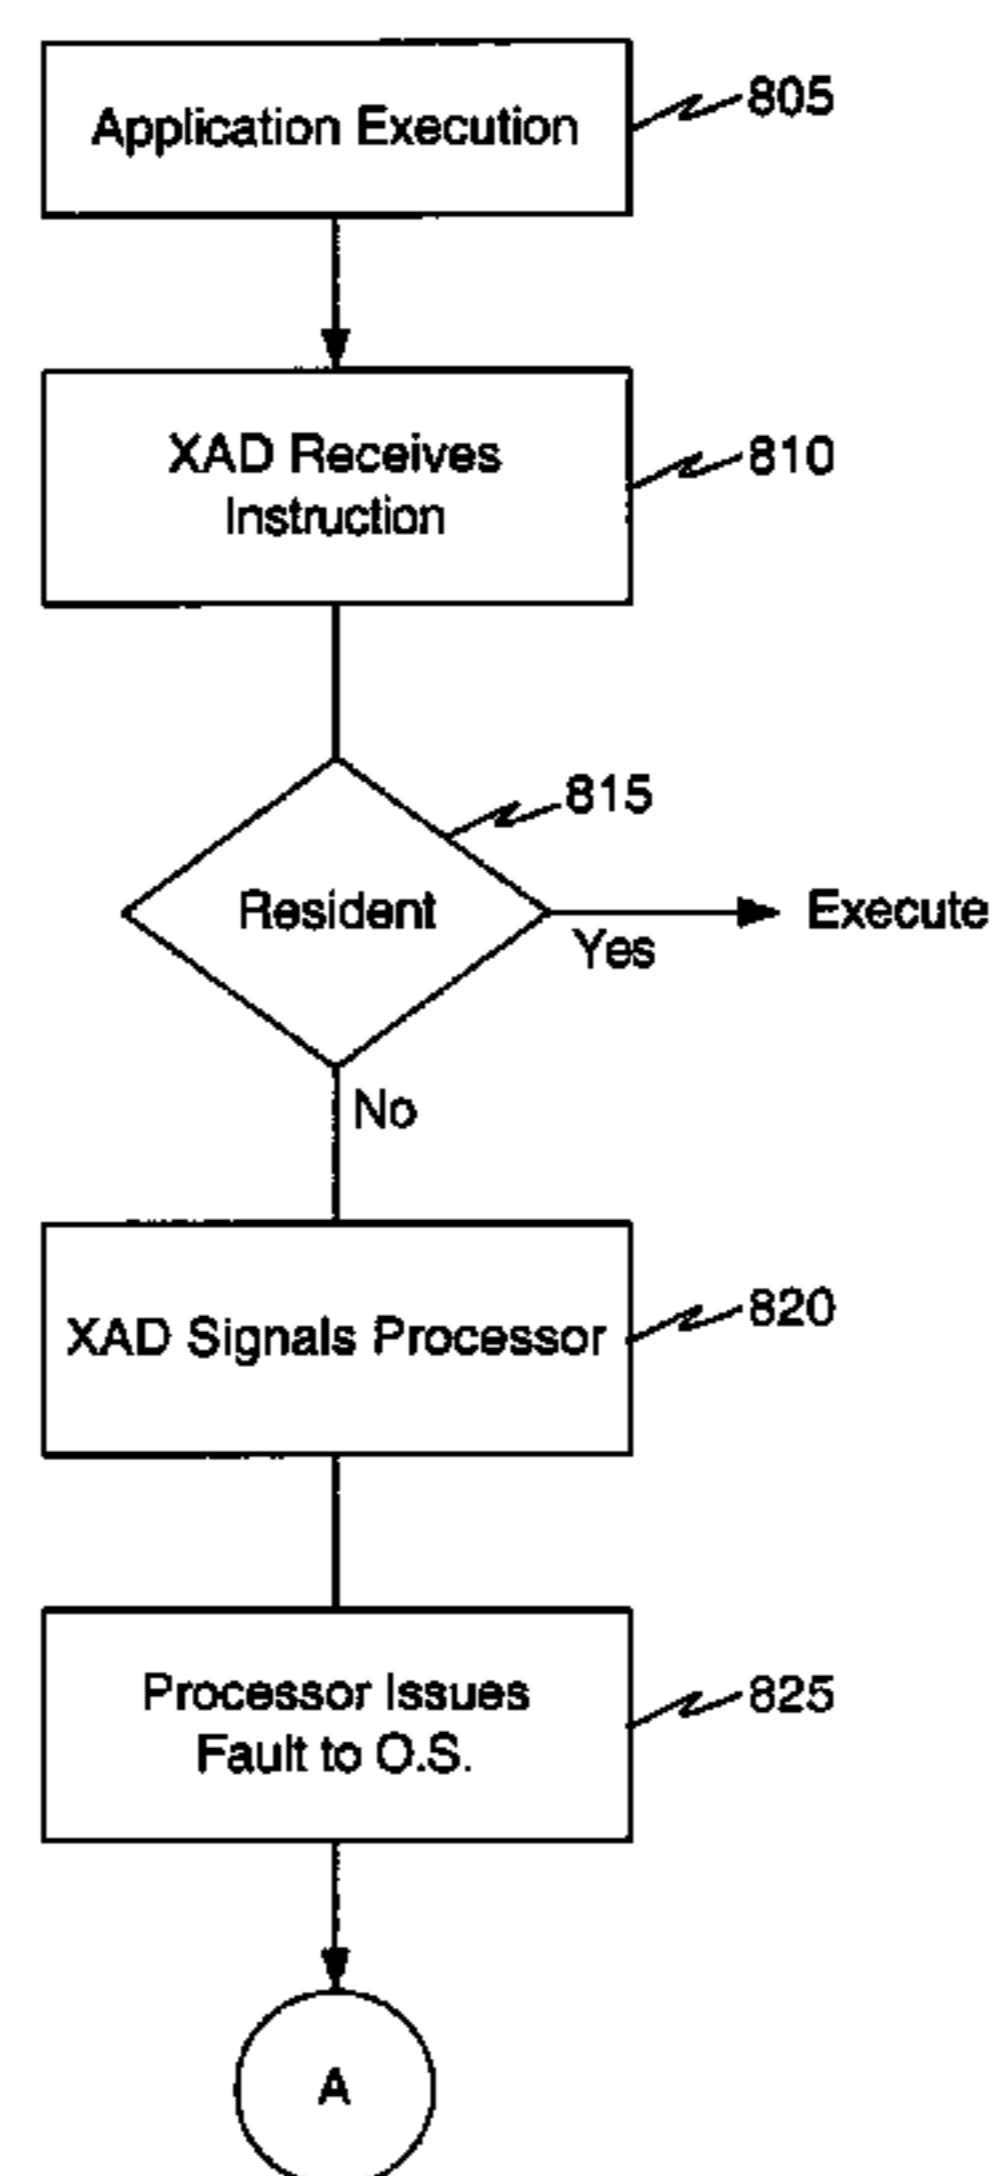 Application Execution
805
XAD Receives
Instruction
810
815
Resident
Execute
Yes
No
XAD Signals Processor
820
Processor Issues
Fault to O.S.
825
A